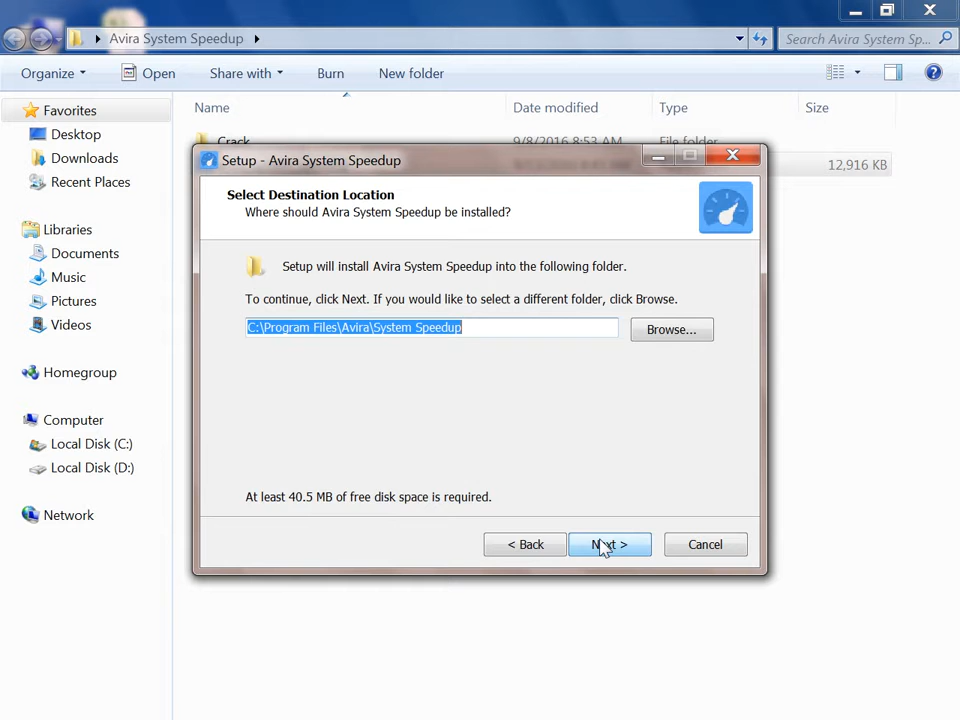 Avira System Speedup
Search Avira System Sp...
Organize
Open
Share with
Burn
New folder
Favorites
Desktop
Downloads
Recent Places
Libraries
Documents
Music
Pictures
Videos
Homegroup
Computer
Local Disk (C:)
Local Disk (D:)
Network
Name
Date modified
Type
Size
Crack
9/8/2016 8:53 AM
File folder
12,916 KB
Setup - Avira System Speedup
Select Destination Location
Where should Avira System Speedup be installed?
Setup will install Avira System Speedup into the following folder.
To continue, click Next. If you would like to select a different folder, click Browse.
C:\Program Files\Avira\System Speedup
Browse...
At least 40.5 MB of free disk space is required.
< Back
Next >
Cancel